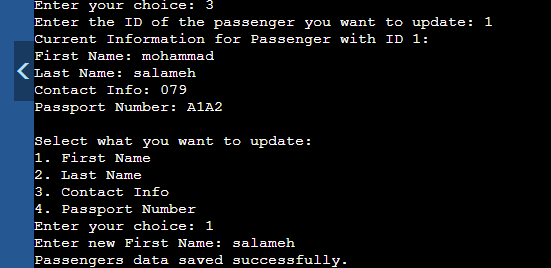 Enter your choice: 3
Enter the ID of the passenger you want to update: 1
Current Information for Passenger with ID 1:
First Name: mohammad
Last Name: salameh
Contact Info: 079
Passport Number: A1A2
Select what you want to update:
1. First Name
2. Last Name
3. Contact Info
4. Passport Number
Enter your choice: 1
Enter new First Name: salameh
Passengers data saved successfully.